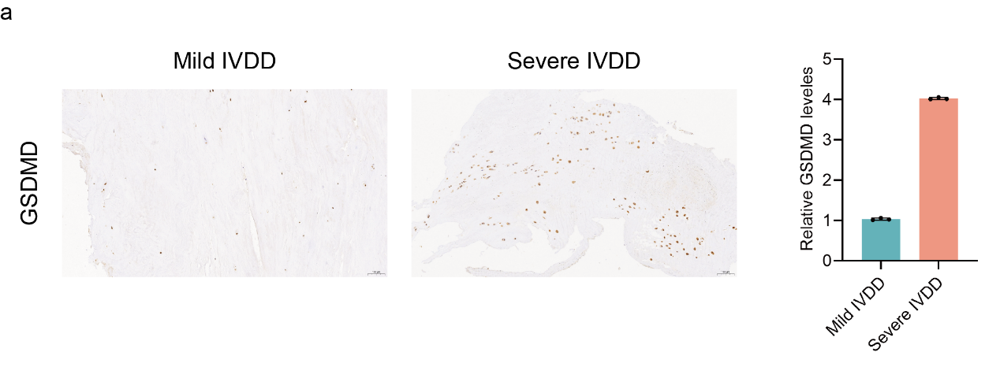 a
Mild IVDD
Severe IVDD
GSDMD
Relative GSDMD leveles
5
4
3
2
1
0
Mild IVDD
Severe IVDD